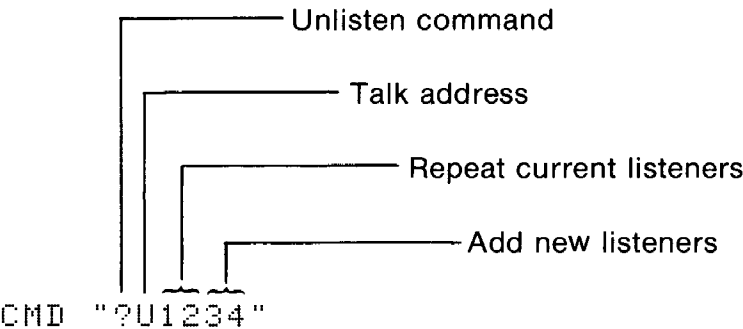 Unlisten command
Talk address
Repeat current listeners
Add new listeners
CMD "?U1234"